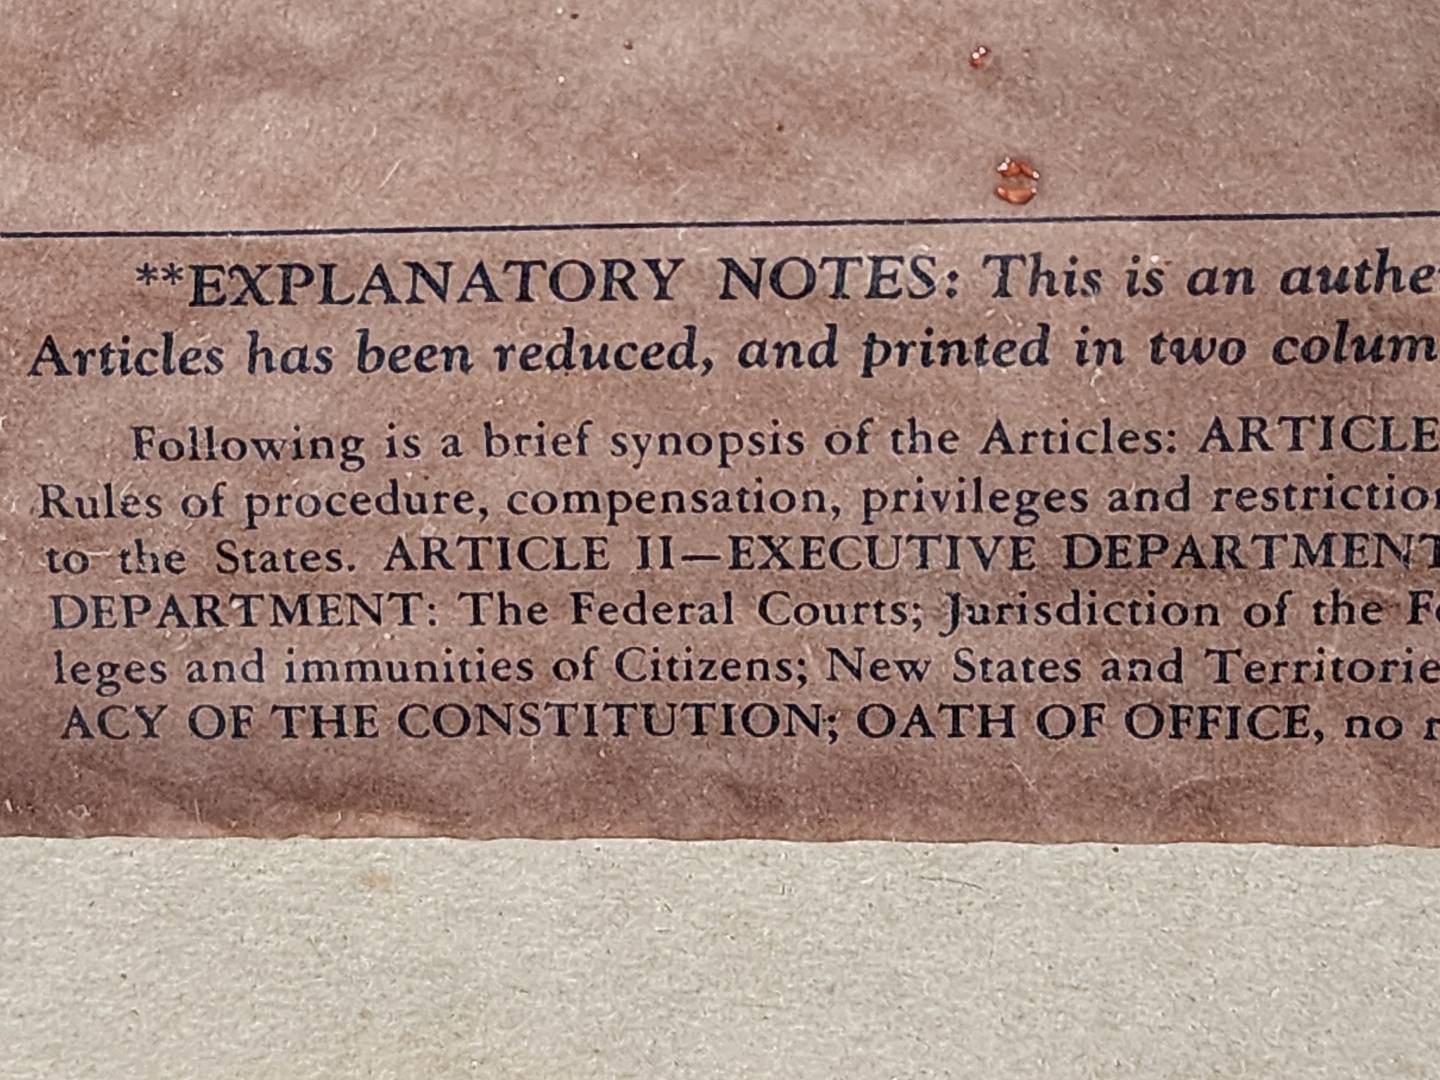 **EXPLANATORY NOTES: This is an authe
Articles has been reduced, and printed in two colum
Following is a brief synopsis of the Articles: ARTICLE
Rules of procedure, compensation, privileges and restriction
to the States. ARTICLE II—EXECUTIVE DEPARTMENT
DEPARTMENT: The Federal Courts; Jurisdiction of the Fe
leges and immunities of Citizens; New States and Territorie
ACY OF THE CONSTITUTION; OATH OF OFFICE, no r